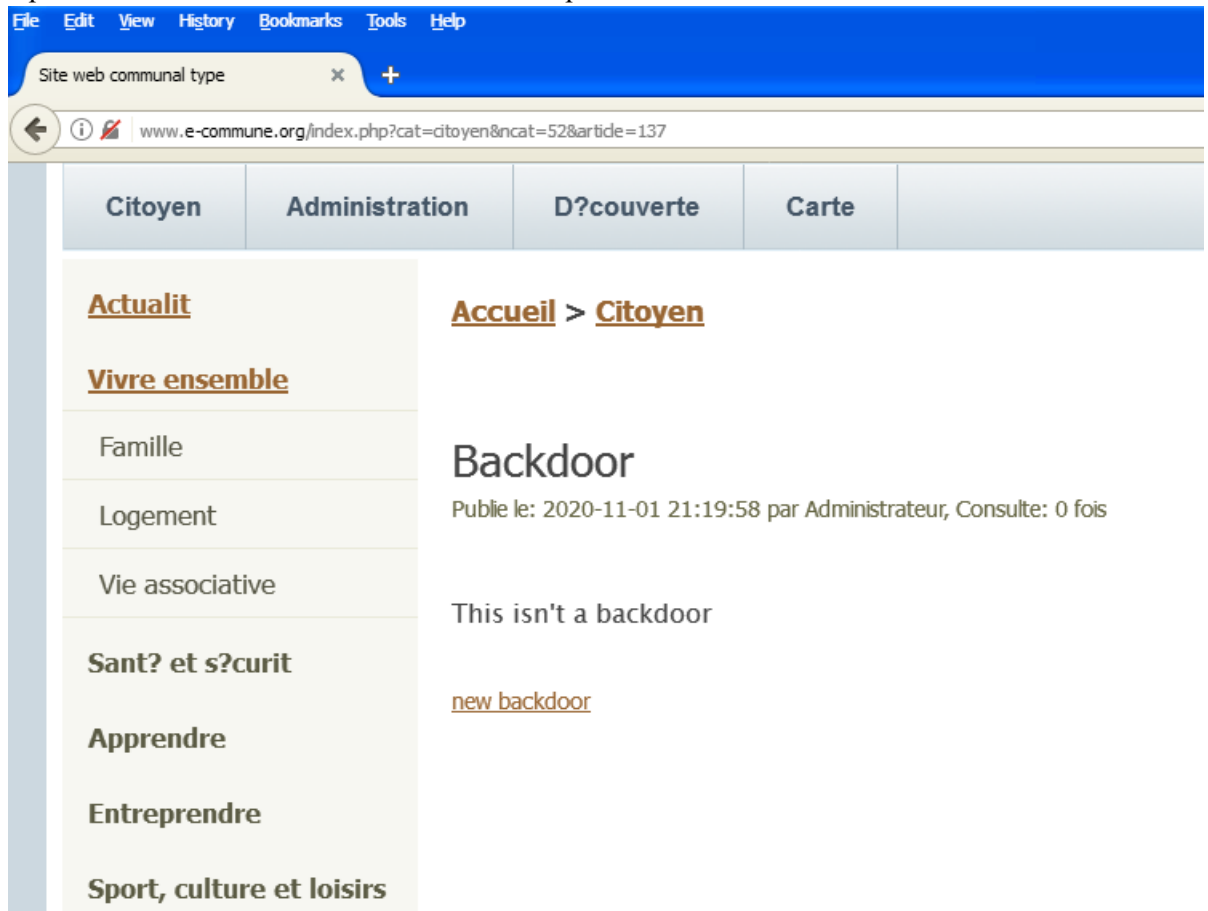 File Edit View History Bookmarks Tools Help
Site web communal type
www.e-commune.org/index.php?cat=citoyen&ncat=52&article=137
Citoyen Administration D?couverte Carte
Actualit
Vivre ensemble
Famille
Logement
Vie associative
Sant? et s?curit
Apprendre
Entreprendre
Sport, culture et loisirs
Accueil > Citoyen
Backdoor
Publie le: 2020-11-01 21:19:58 par Administrateur, Consulte: 0 fois
This isn't a backdoor
new backdoor